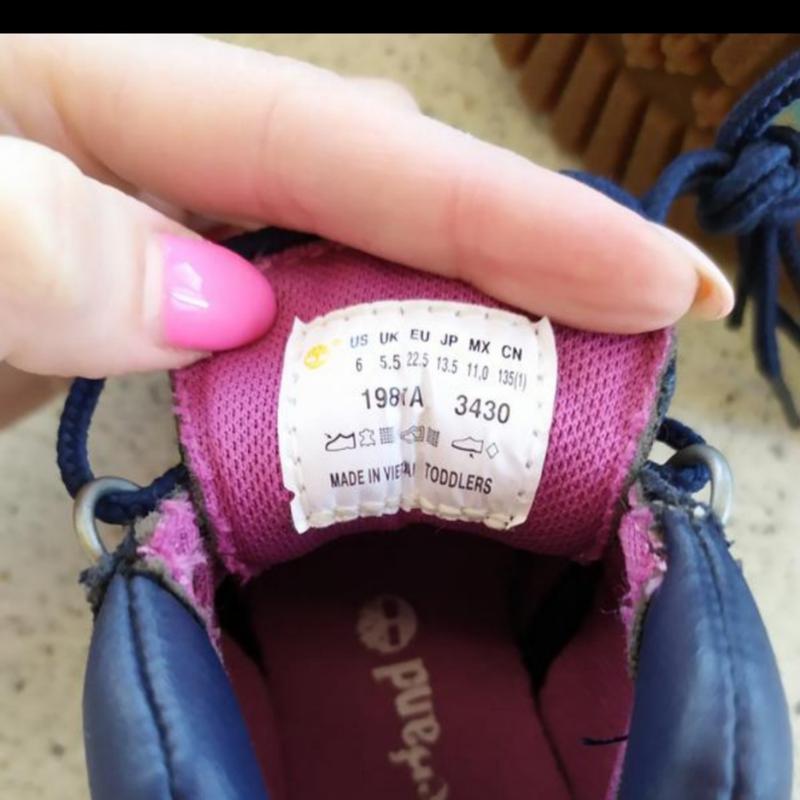 US UK EU JP MX CN
6 5.5 22.5 13.5 11,0 135(1)
3430
MADE IN TODDLERS